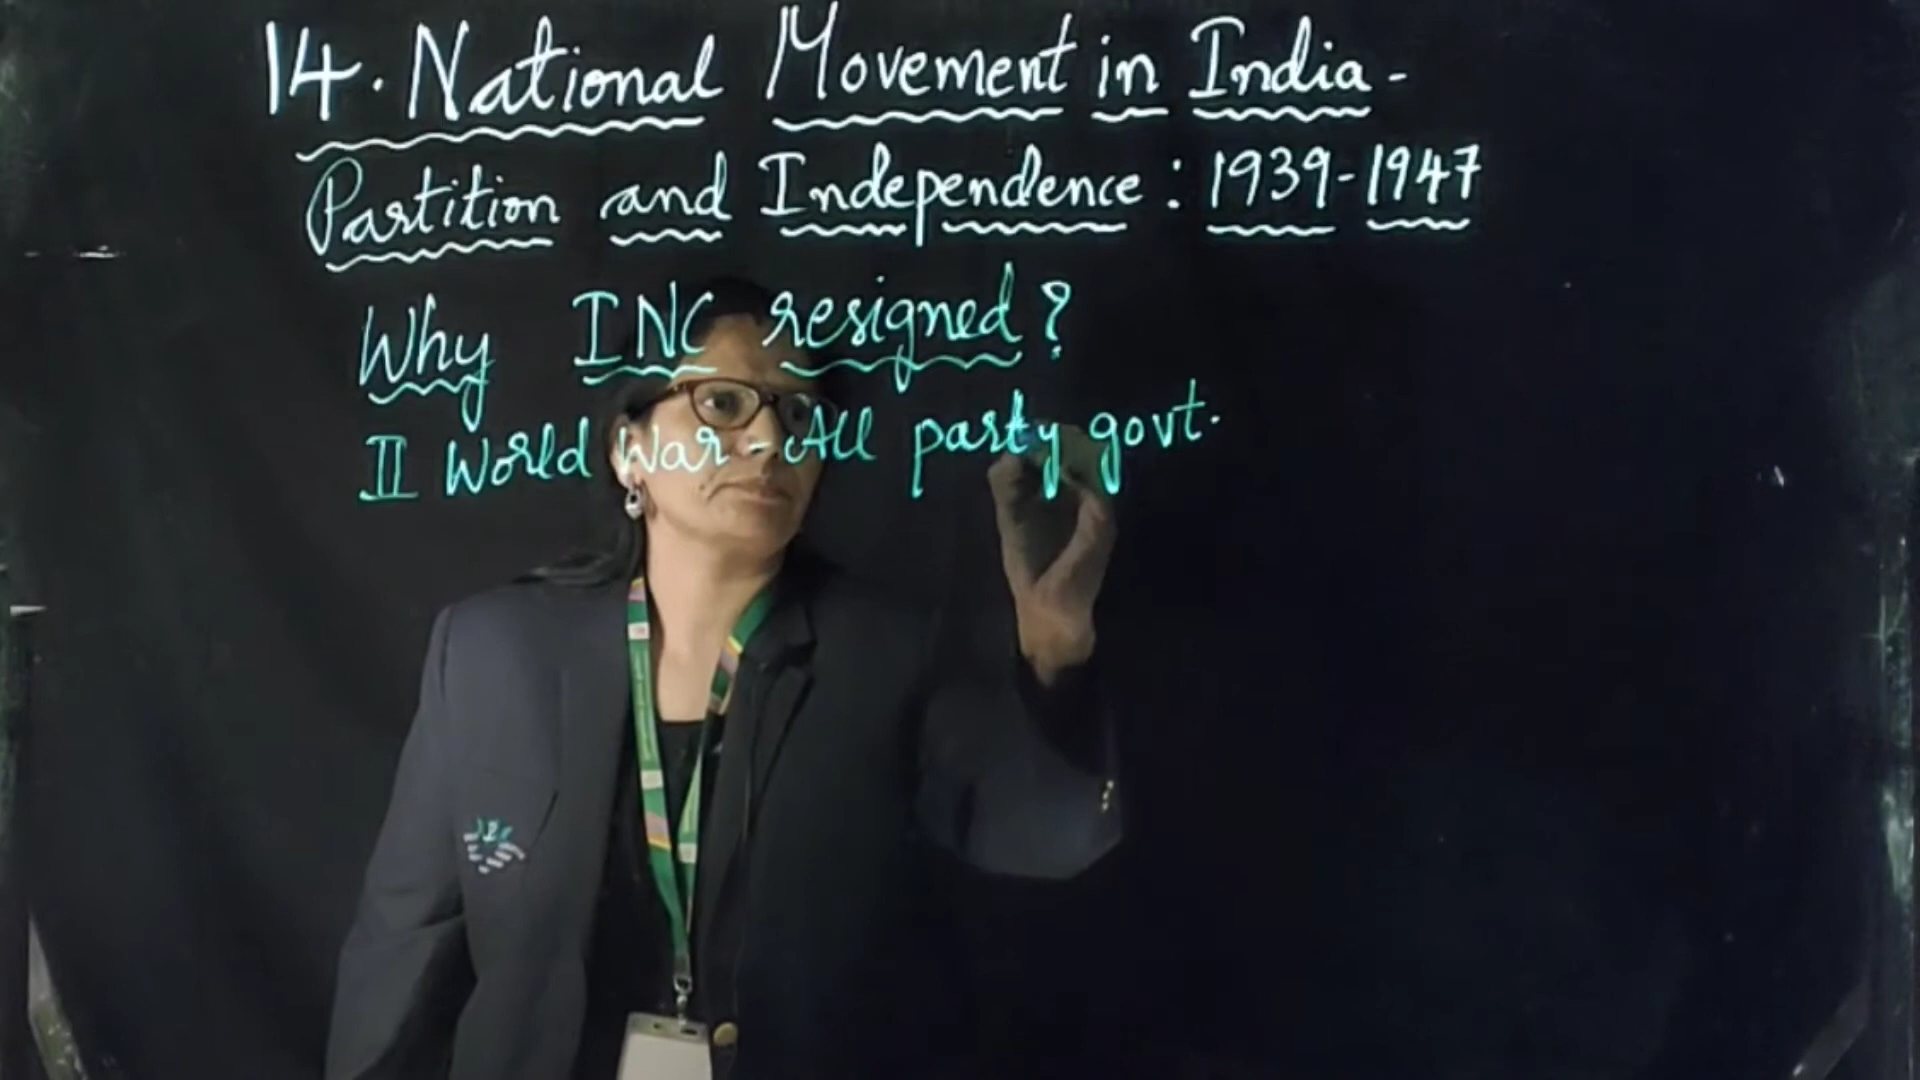 14. National Movement in India -
Partition and Independence : 1939-1947
Why INC resigned?
II World War - All party govt.